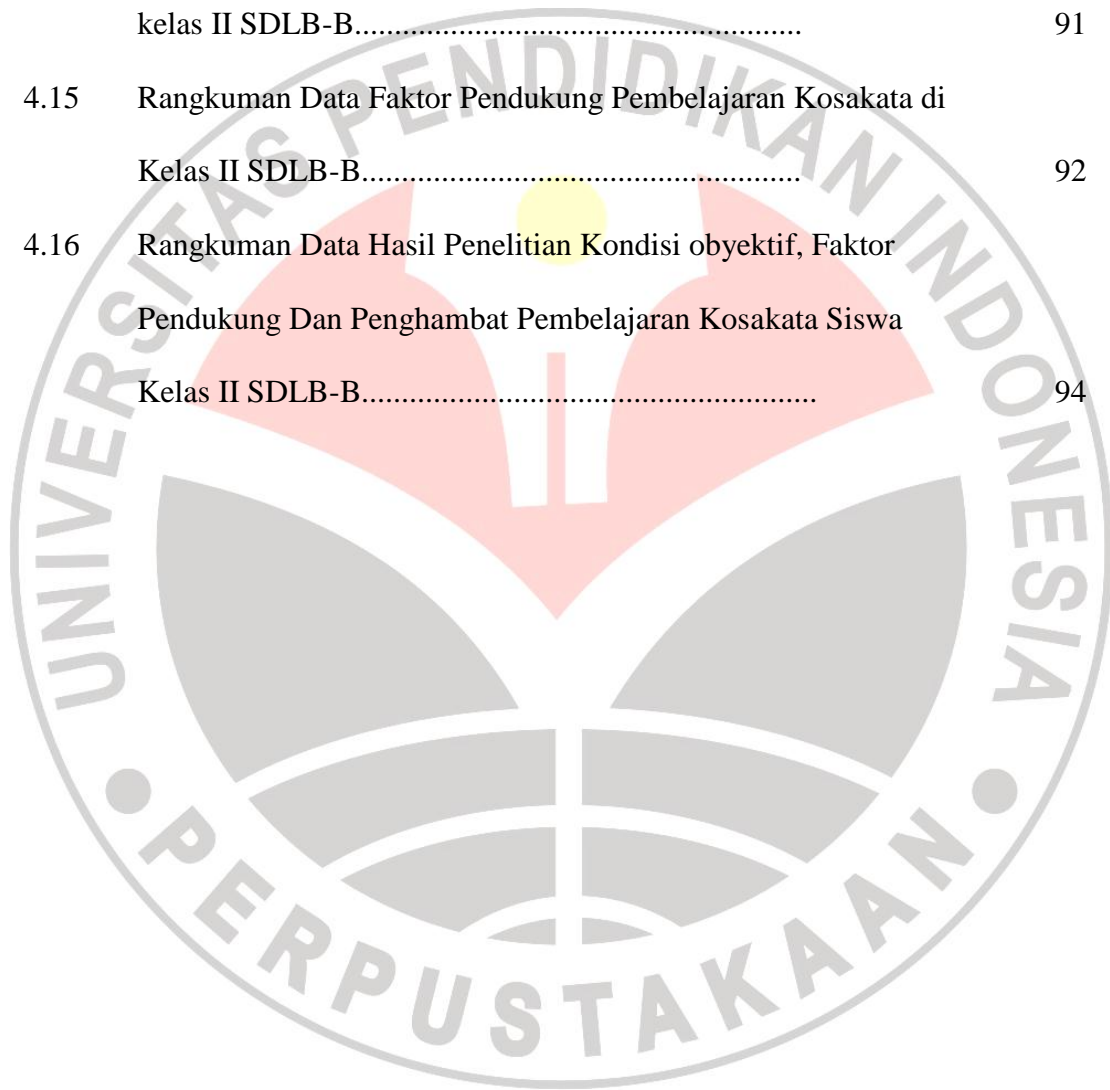 kelas II SDLB-B........................................................ 91
4.15 Rangkuman Data Faktor Pendukung Pembelajaran Kosakata di
Kelas II SDLB-B....................................................... 92
4.16 Rangkuman Data Hasil Penelitian Kondisi obyektif, Faktor
Pendukung Dan Penghambat Pembelajaran Kosakata Siswa
Kelas II SDLB-B......................................................... 94
UNIVERSITAS PENDIDIKAN INDONESIA
PERPUSTAKAAN